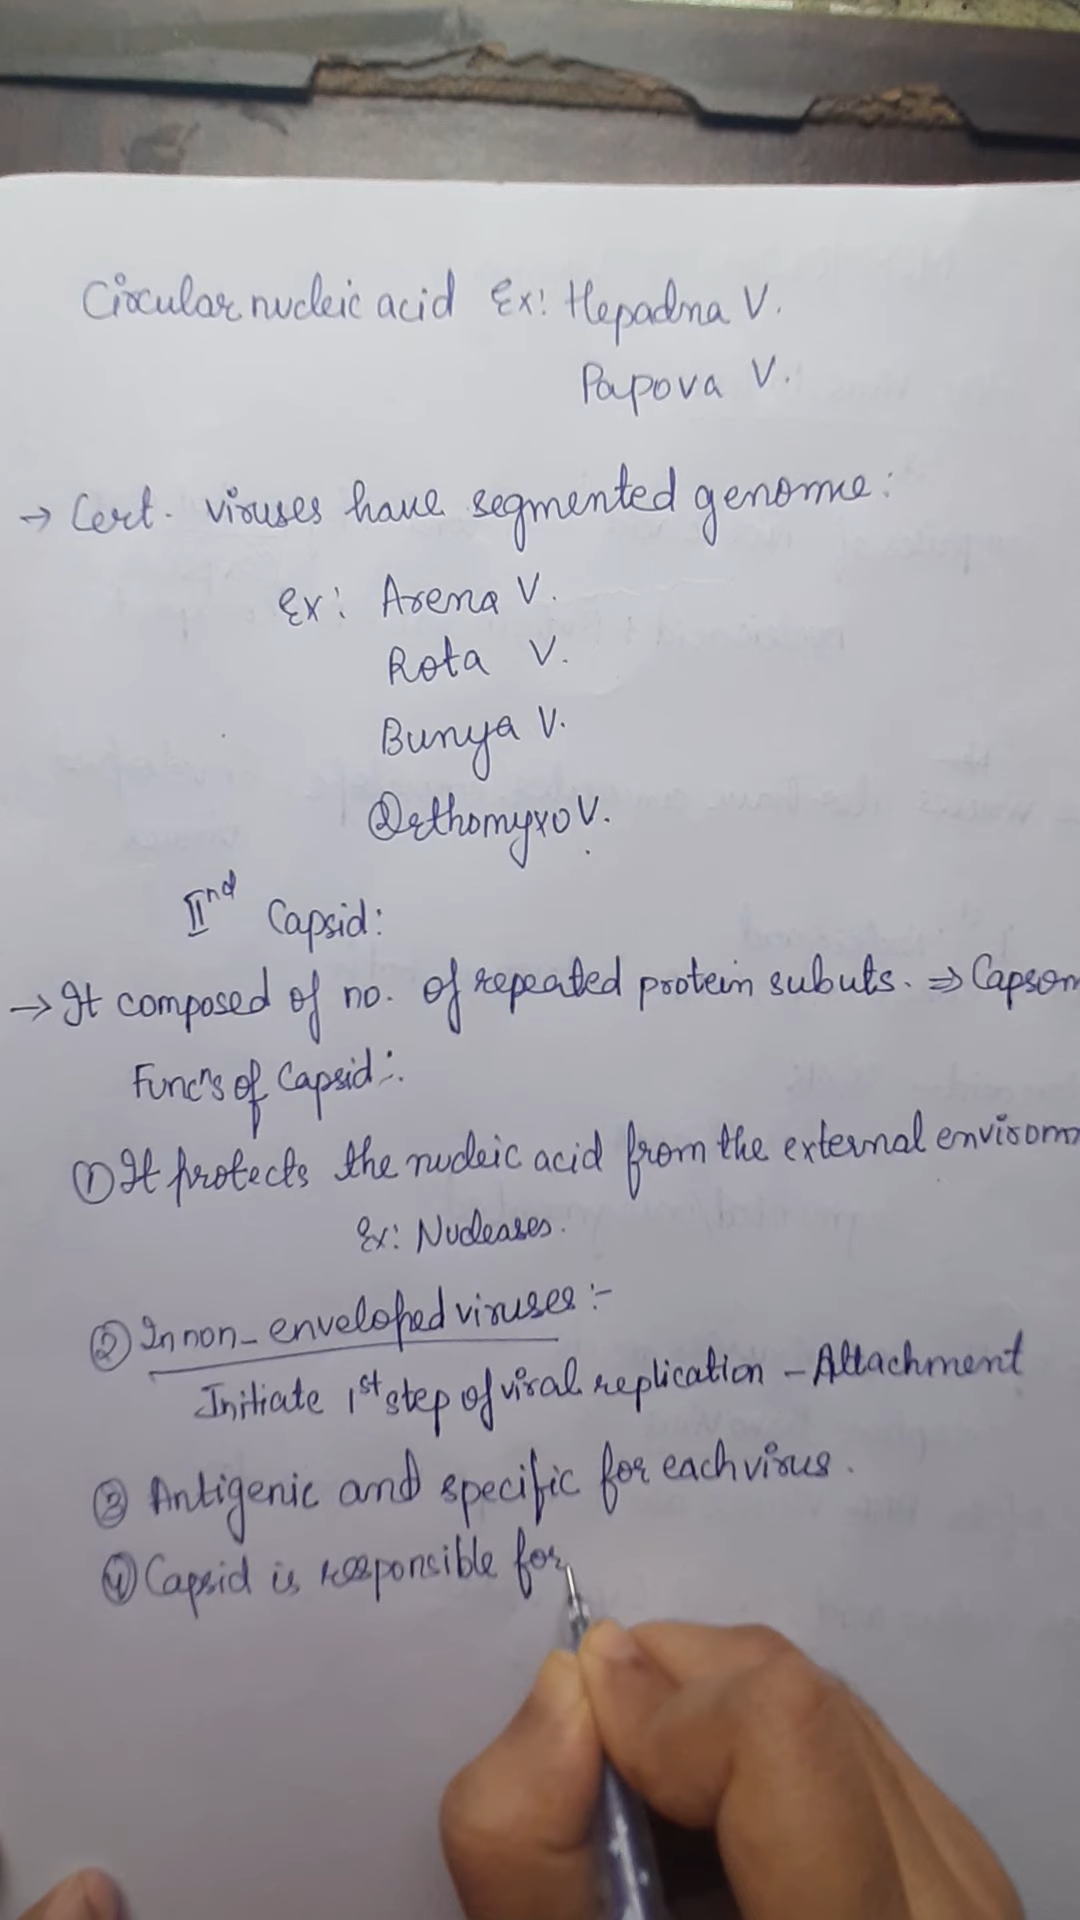 Circular nucleic acid Ex: Hepadna V.
Papova V.
→ Cert. viruses have segmented genome:
Ex: Arena V.
Rota V.
Bunya V.
Orthomyxo V.
IInd Capsid:
→ It composed of no. of repeated protein subuts. ⇒ Capsom
Func's of Capsid:
① It protects the nucleic acid from the external environm
Ex: Nucleases.
② In non-enveloped viruses:-
Initiate 1st step of viral replication - Attachment
③ Antigenic and specific for each virus.
④ Capsid is responsible for